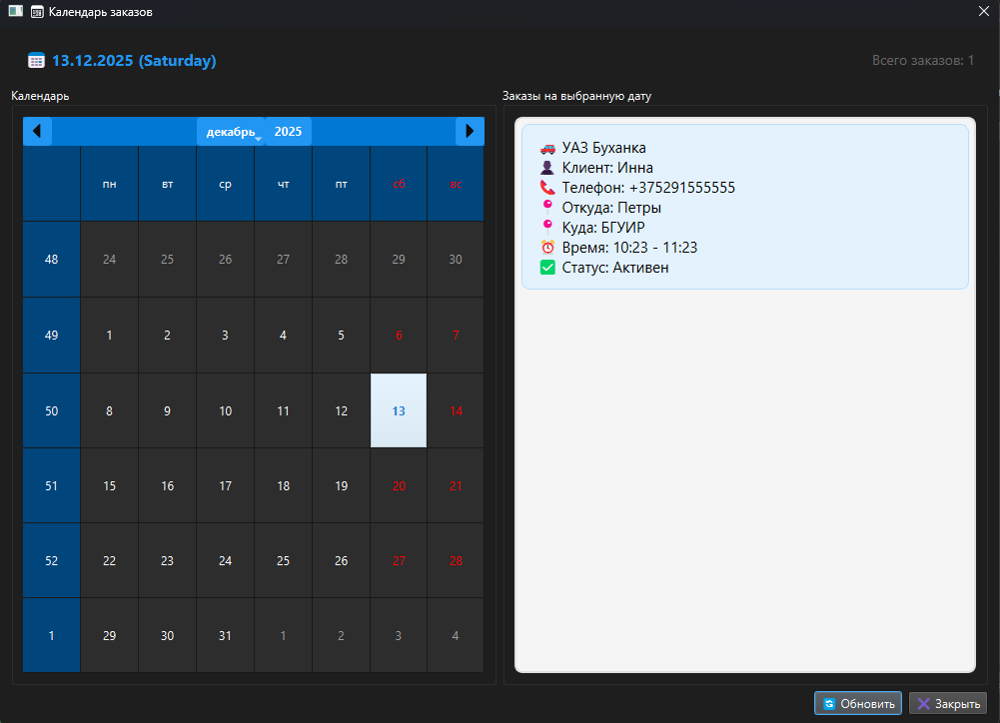 Календарь заказов
13.12.2025 (Saturday)
Всего заказов: 1
Календарь
декабрь 2025
пн вт ср чт пт сб вс
48 24 25 26 27 28 29 30
49 1 2 3 4 5 6 7
50 8 9 10 11 12 13 14
51 15 16 17 18 19 20 21
52 22 23 24 25 26 27 28
1 29 30 31 1 2 3 4
Заказы на выбранную дату
УАЗ Буханка
Клиент: Инна
Телефон: +375291555555
Откуда: Петры
Куда: БГУИР
Время: 10:23 - 11:23
Статус: Активен
Обновить
Закрыть